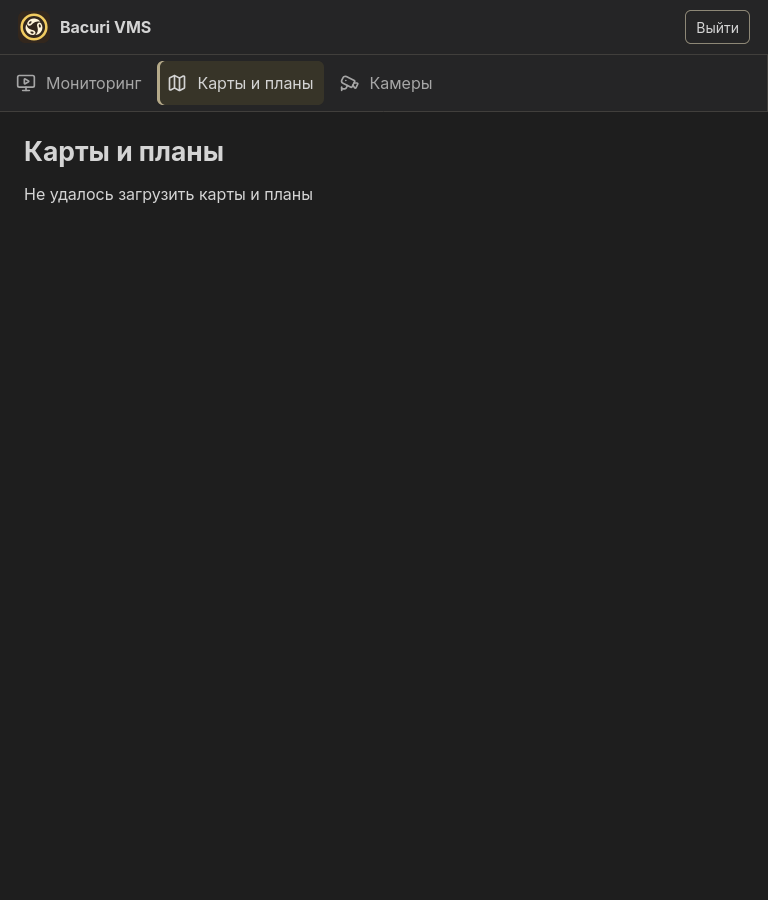 Bacuri VMS
Выйти
Мониторинг
Карты и планы
Камеры
Карты и планы
Не удалось загрузить карты и планы